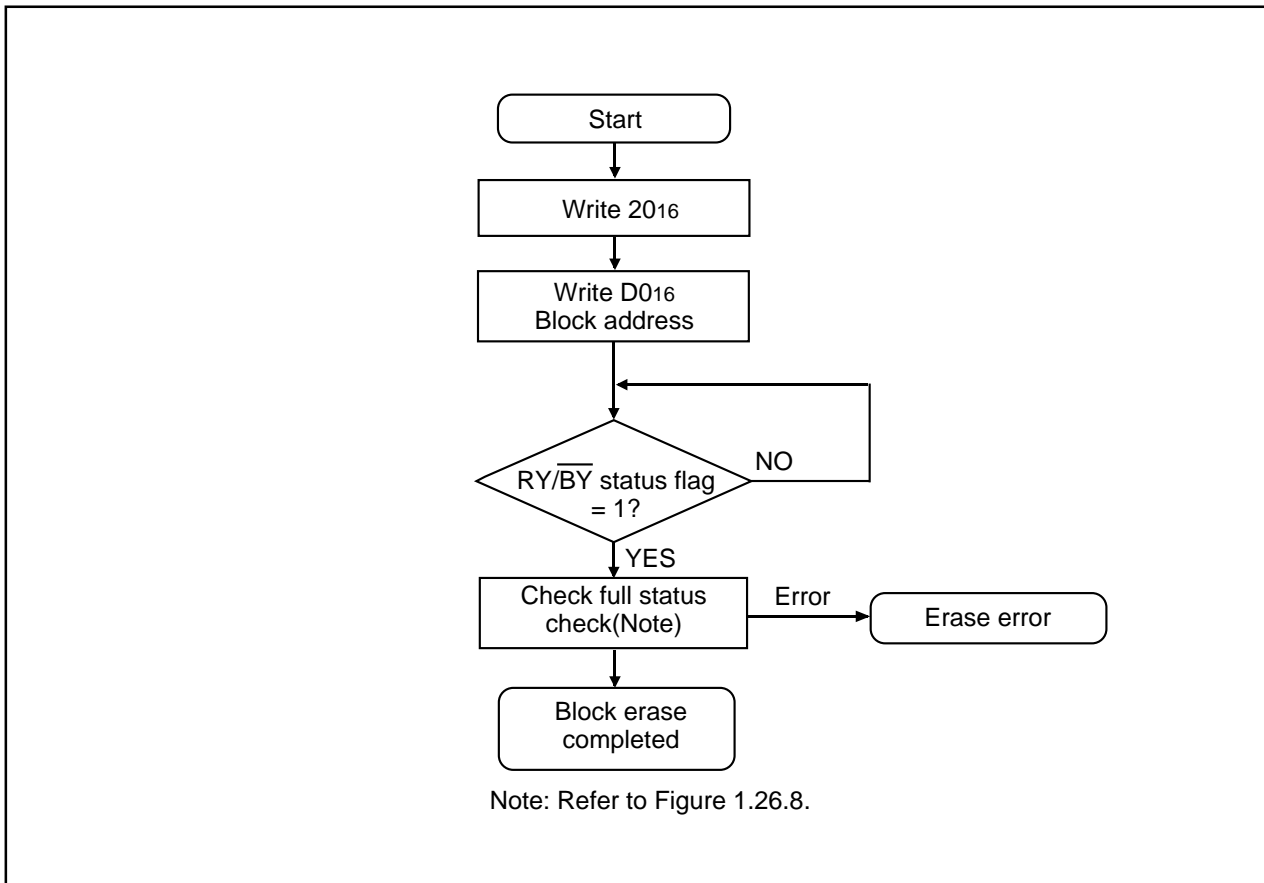 Start
Write 2016
Write D016
Block address
NO
RY/B̅Y̅ status flag
= 1?
YES
Check full status
check(Note)
Error
Erase error
Block erase
completed
Note: Refer to Figure 1.26.8.